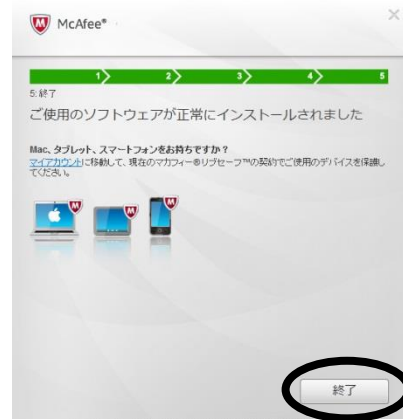 McAfee®
1 2 3 4 5
5: 終了
ご使用のソフトウェアが正常にインストールされました
Mac、タブレット、スマートフォンをお持ちですか？
マイアカウントに移動して、現在のマカフィー®リブセーフ™の契約でご使用のデバイスを保護し
てください。
終了